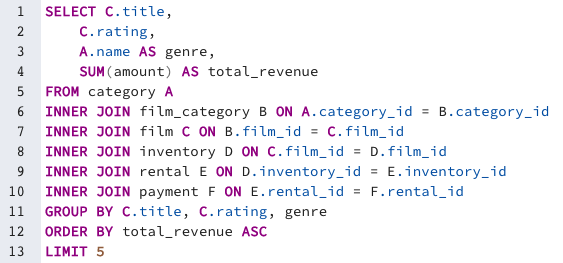 1 SELECT C.title,
2 C.rating,
3 A.name AS genre,
4 SUM(amount) AS total_revenue
5 FROM category A
6 INNER JOIN film_category B ON A.category_id = B.category_id
7 INNER JOIN film C ON B.film_id = C.film_id
8 INNER JOIN inventory D ON C.film_id = D.film_id
9 INNER JOIN rental E ON D.inventory_id = E.inventory_id
10 INNER JOIN payment F ON E.rental_id = F.rental_id
11 GROUP BY C.title, C.rating, genre
12 ORDER BY total_revenue ASC
13 LIMIT 5